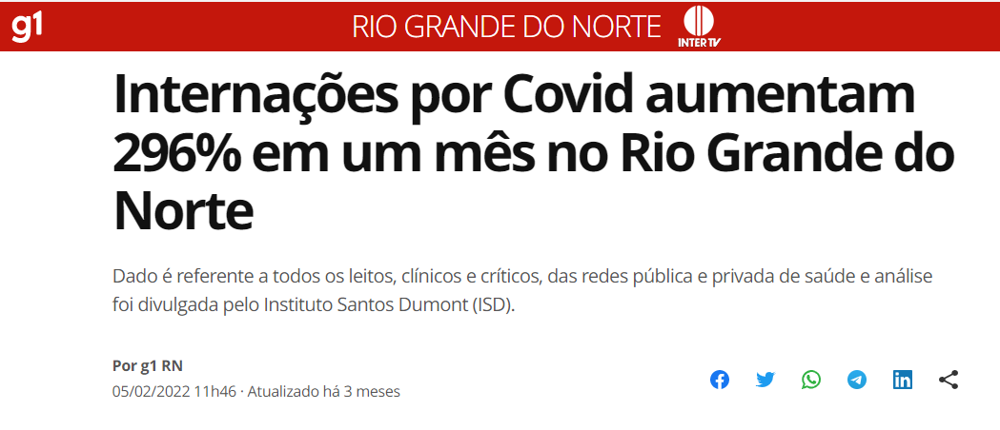 g1
RIO GRANDE DO NORTE
INTER TV
Internações por Covid aumentam
296% em um mês no Rio Grande do
Norte
Dado é referente a todos os leitos, clínicos e críticos, das redes pública e privada de saúde e análise
foi divulgada pelo Instituto Santos Dumont (ISD).
Por g1 RN
05/02/2022 11h46 · Atualizado há 3 meses
in